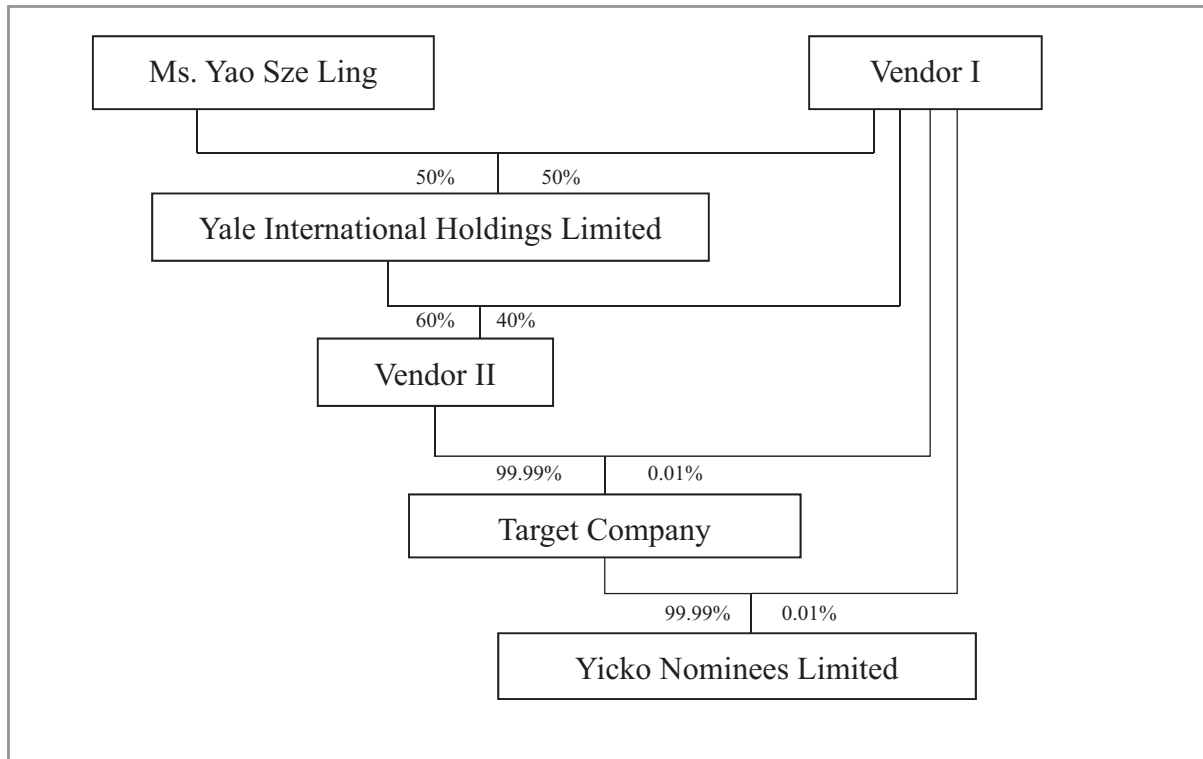 Ms. Yao Sze Ling
Vendor I
50%
50%
Yale International Holdings Limited
60%
40%
Vendor II
99.99%
0.01%
Target Company
99.99%
0.01%
Yicko Nominees Limited